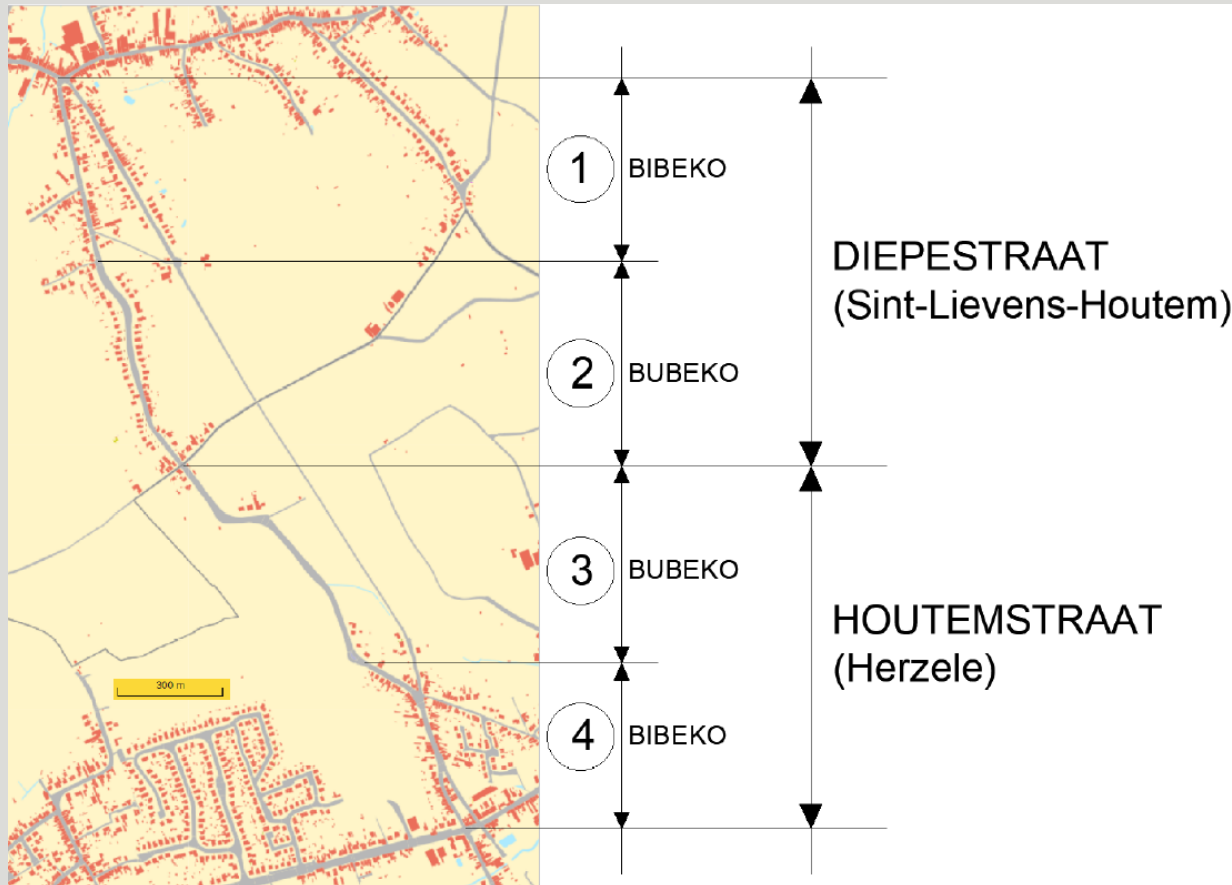 1 BIBEKO
DIEPESTRAAT
(Sint-Lievens-Houtem)
2 BUBEKO
3 BUBEKO
HOUTEMSTRAAT
(Herzele)
300 m
4 BIBEKO